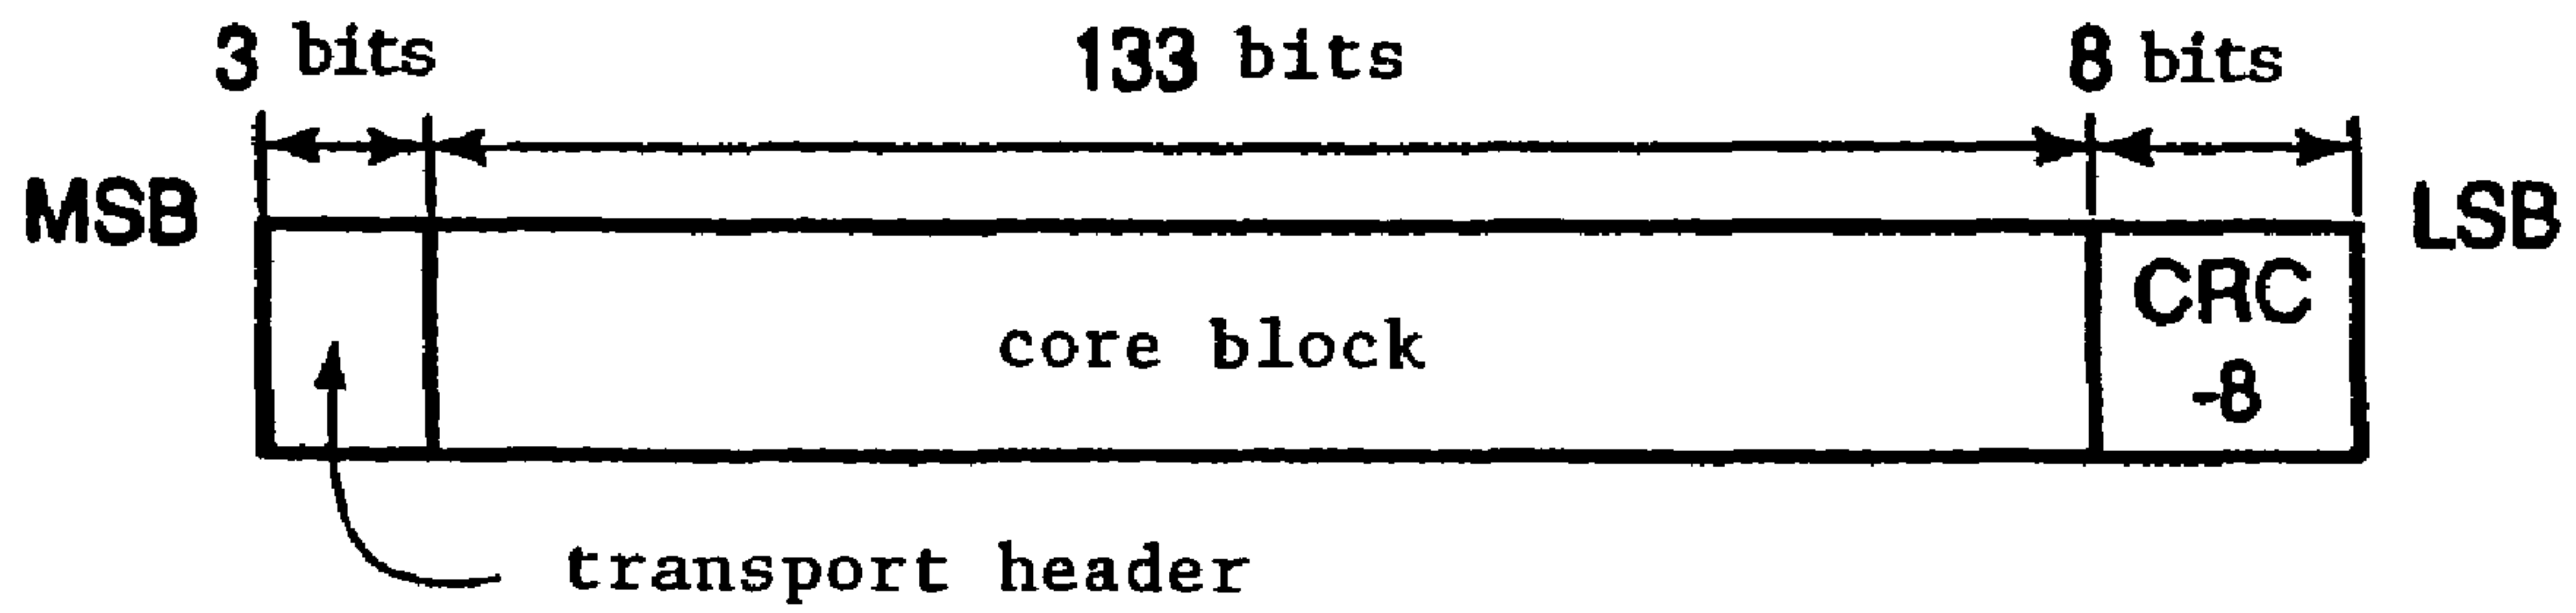 3 bits
133 bits
8 bits
MSB
LSB
core block
CRC
-8
transport header